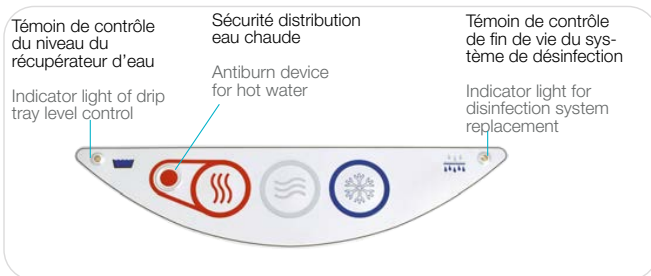 Témoin de contrôle
du niveau du
récupérateur d'eau
Indicator light of drip
tray level control
Sécurité distribution
eau chaude
Antiburn device
for hot water
Témoin de contrôle
de fin de vie du sys-
tème de désinfection
Indicator light for
disinfection system
replacement